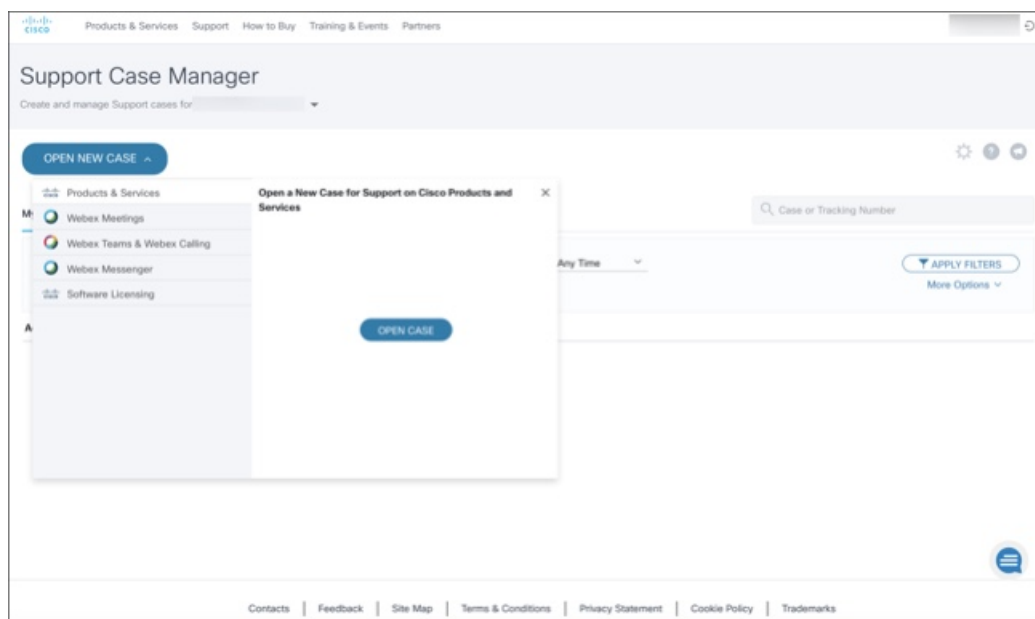 CISCO
Products & Services Support How to Buy Training & Events Partners
Support Case Manager
Create and manage Support cases for
OPEN NEW CASE
Products & Services
Webex Meetings
Webex Teams & Webex Calling
Webex Messenger
Software Licensing
Open a New Case for Support on Cisco Products and
Services
OPEN CASE
Case or Tracking Number
Any Time
APPLY FILTERS
More Options
Contacts | Feedback | Site Map | Terms & Conditions | Privacy Statement | Cookie Policy | Trademarks